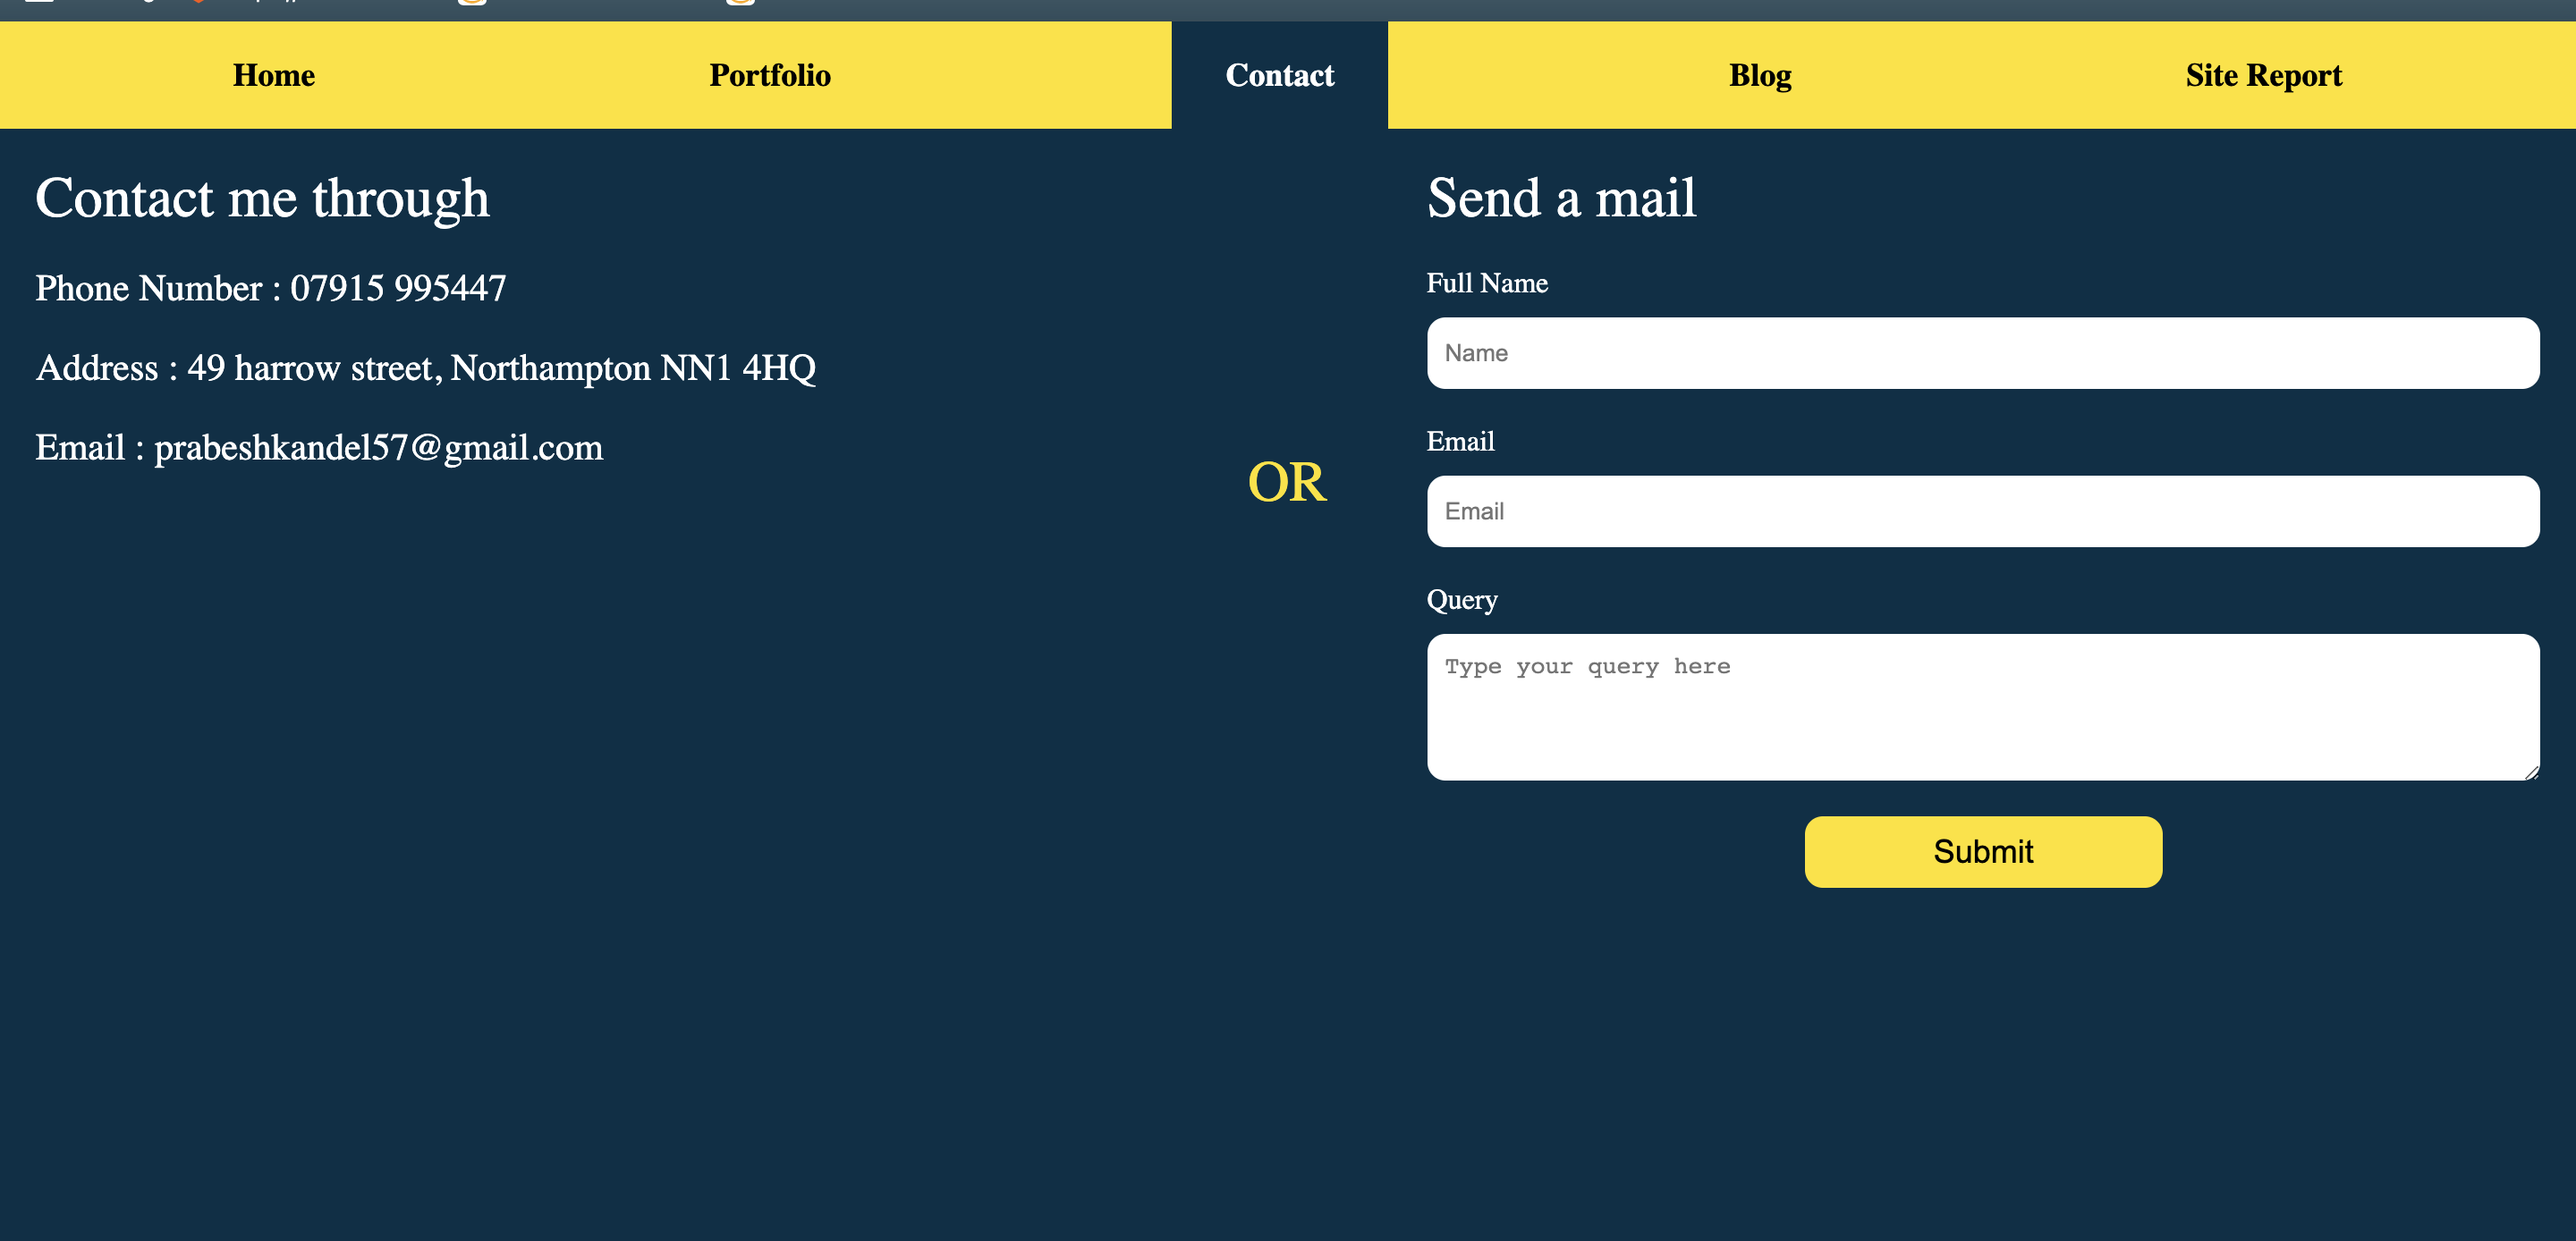 Home Portfolio Contact Blog Site Report
Contact me through
Phone Number : 07915 995447
Address : 49 harrow street, Northampton NN1 4HQ
Email : prabeshkandel57@gmail.com
OR
Send a mail
Full Name
Name
Email
Email
Query
Type your query here
Submit